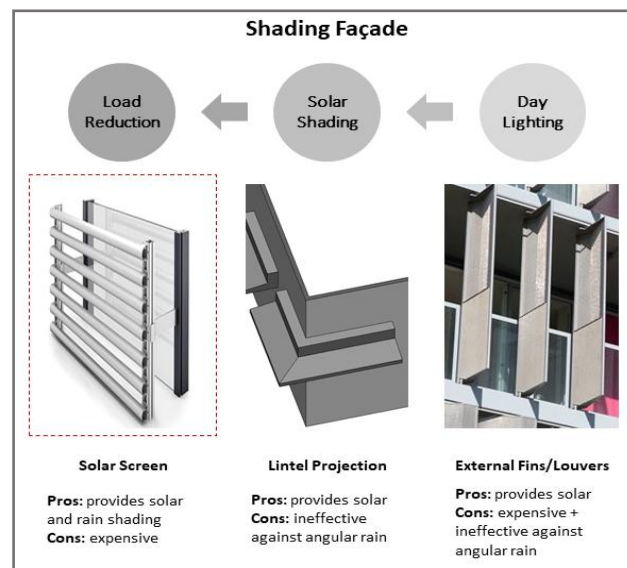 Shading Façade
Load
Reduction
Solar
Shading
Day
Lighting
Solar Screen
Pros: provides solar
and rain shading
Cons: expensive
Lintel Projection
Pros: provides solar
Cons: ineffective
against angular rain
External Fins/Louvers
Pros: provides solar
Cons: expensive +
ineffective against
angular rain